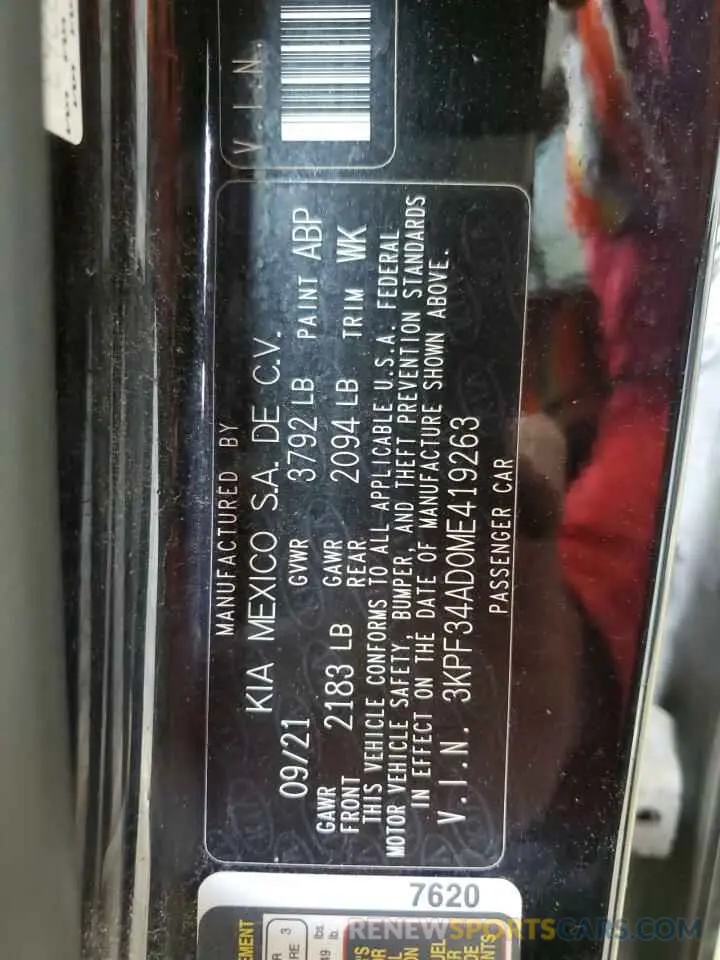 V.I.N.
MANUFACTURED BY
KIA MEXICO S.A. DE C.V.
09/21 GVWR 3792 LB PAINT ABP
GAWR FRONT 2183 LB GAWR REAR 2094 LB TRIM WK
THIS VEHICLE CONFORMS TO ALL APPLICABLE U.S.A. FEDERAL
MOTOR VEHICLE SAFETY, BUMPER, AND THEFT PREVENTION STANDARDS
IN EFFECT ON THE DATE OF MANUFACTURE SHOWN ABOVE.
V.I.N. 3KPF34AD0ME419263
PASSENGER CAR
7620
RENEWSPORTSCARS.COM